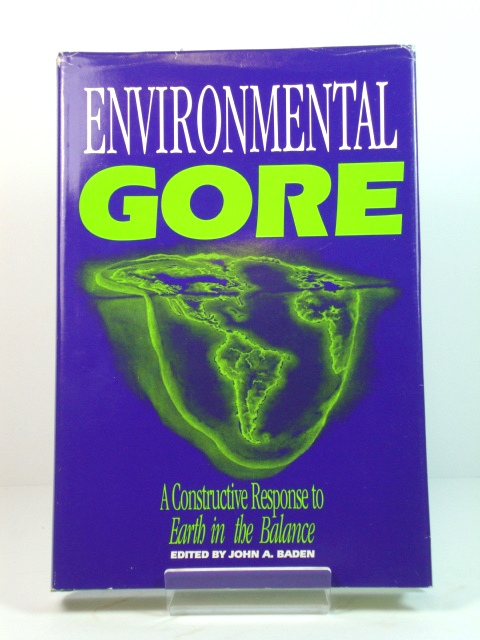 ENVIRONMENTAL
GORE
A Constructive Response to
Earth in the Balance
EDITED BY JOHN A. BADEN